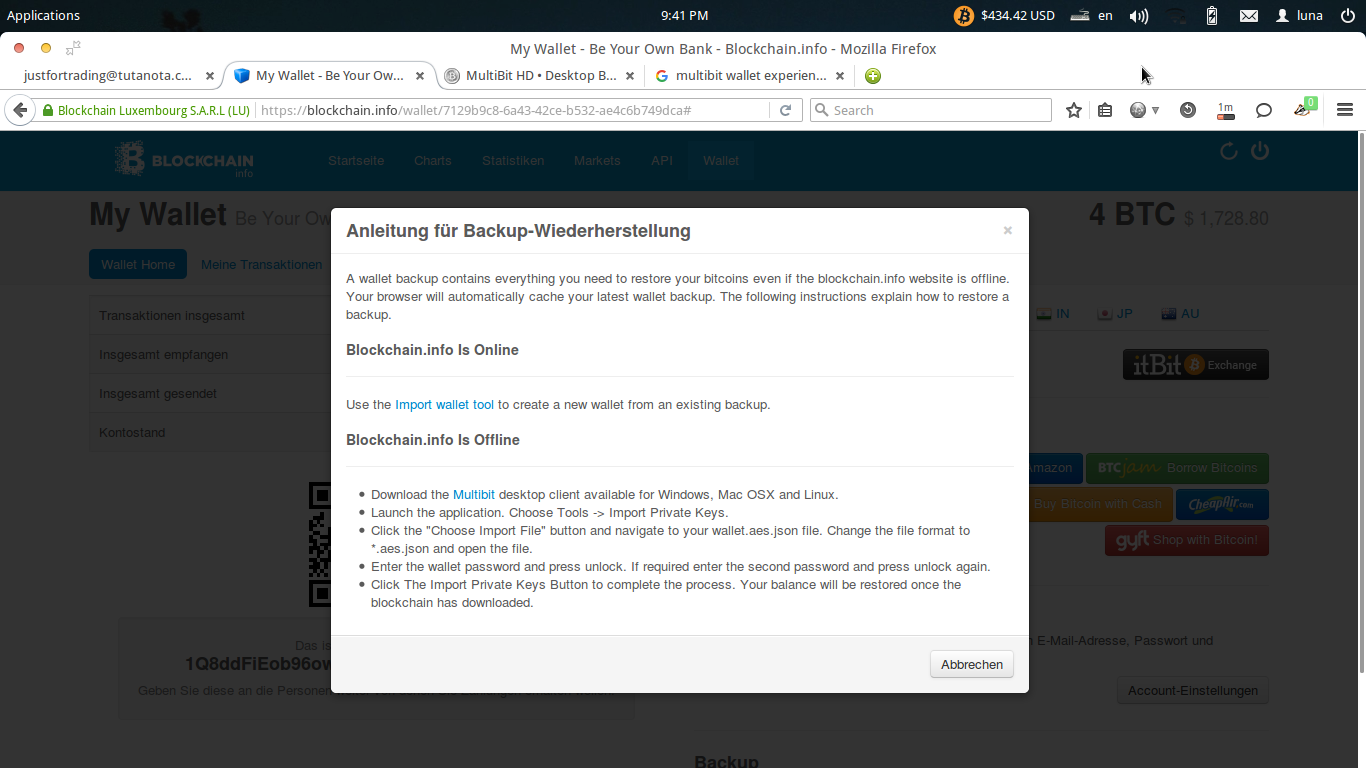 Applications
9:41 PM
$434.42 USD
en
luna
My Wallet - Be Your Own Bank - Blockchain.Info - Mozilla Firefox
justfortrading@tutanota.c...
My Wallet - Be Your Ow...
MultiBit HD • Desktop B...
multibit wallet experien...
Blockchain Luxembourg S.A.R.L (LU)
https://blockchain.info/wallet/7129b9c8-6a43-42ce-b532-ae4c6b749dca#
Search
1m
0
BLOCKCHAIN
info
Startseite
Charts
Statistiken
Markets
API
Wallet
My Wallet Be Your Ow
4 BTC $ 1,728.80
Wallet Home
Meine Transaktionen
Transaktionen insgesamt
Insgesamt empfangen
Insgesamt gesendet
Kontostand
Anleitung für Backup-Wiederherstellung
×
A wallet backup contains everything you need to restore your bitcoins even if the blockchain.info website is offline.
Your browser will automatically cache your latest wallet backup. The following instructions explain how to restore a
backup.
Blockchain.info Is Online
Use the Import wallet tool to create a new wallet from an existing backup.
Blockchain.info Is Offline
Download the Multibit desktop client available for Windows, Mac OSX and Linux.
Launch the application. Choose Tools -> Import Private Keys.
Click the "Choose Import File" button and navigate to your wallet.aes.json file. Change the file format to
*.aes.json and open the file.
Enter the wallet password and press unlock. If required enter the second password and press unlock again.
Click The Import Private Keys Button to complete the process. Your balance will be restored once the
blockchain has downloaded.
Abbrechen
IN
JP
AU
itBit Exchange
Amazon
BTCjam Borrow Bitcoins
Buy Bitcoin with Cash
CheapAir.com
gyft Shop with Bitcoin!
Das is
1Q8ddFiEob96ow
Geben Sie diese an die Personen
E-Mail-Adresse, Passwort und
Account-Einstellungen
Backup